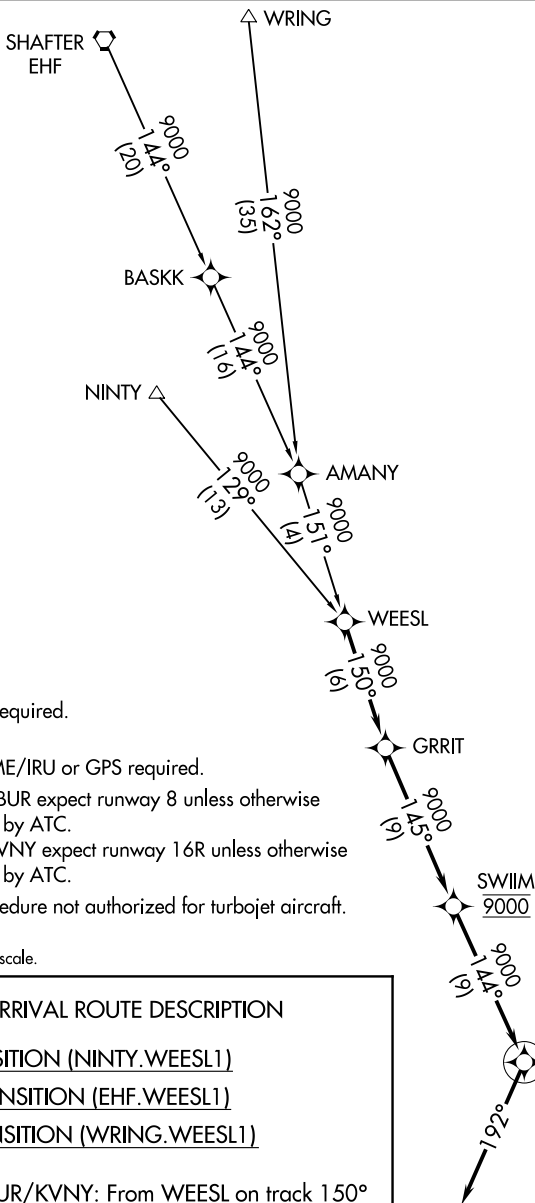 WRING
SHAFTER
EHF
9000
144°
(20)
9000
162°
(35)
BASKK
9000
144°
(16)
NINTY
9000
129°
(13)
AMANY
9000
151°
(4)
WEESL
9000
150°
(6)
GRRIT
equired.
ME/IRU or GPS required.
BUR expect runway 8 unless otherwise
by ATC.
VNY expect runway 16R unless otherwise
by ATC.
edure not authorized for turbojet aircraft.
scale.
9000
145°
(9)
SWIIM
9000
9000
144°
(9)
192°
RRIVAL ROUTE DESCRIPTION
SITION (NINTY.WEESL1)
NSITION (EHF.WEESL1)
NSITION (WRING.WEESL1)
UR/KVNY: From WEESL on track 150°